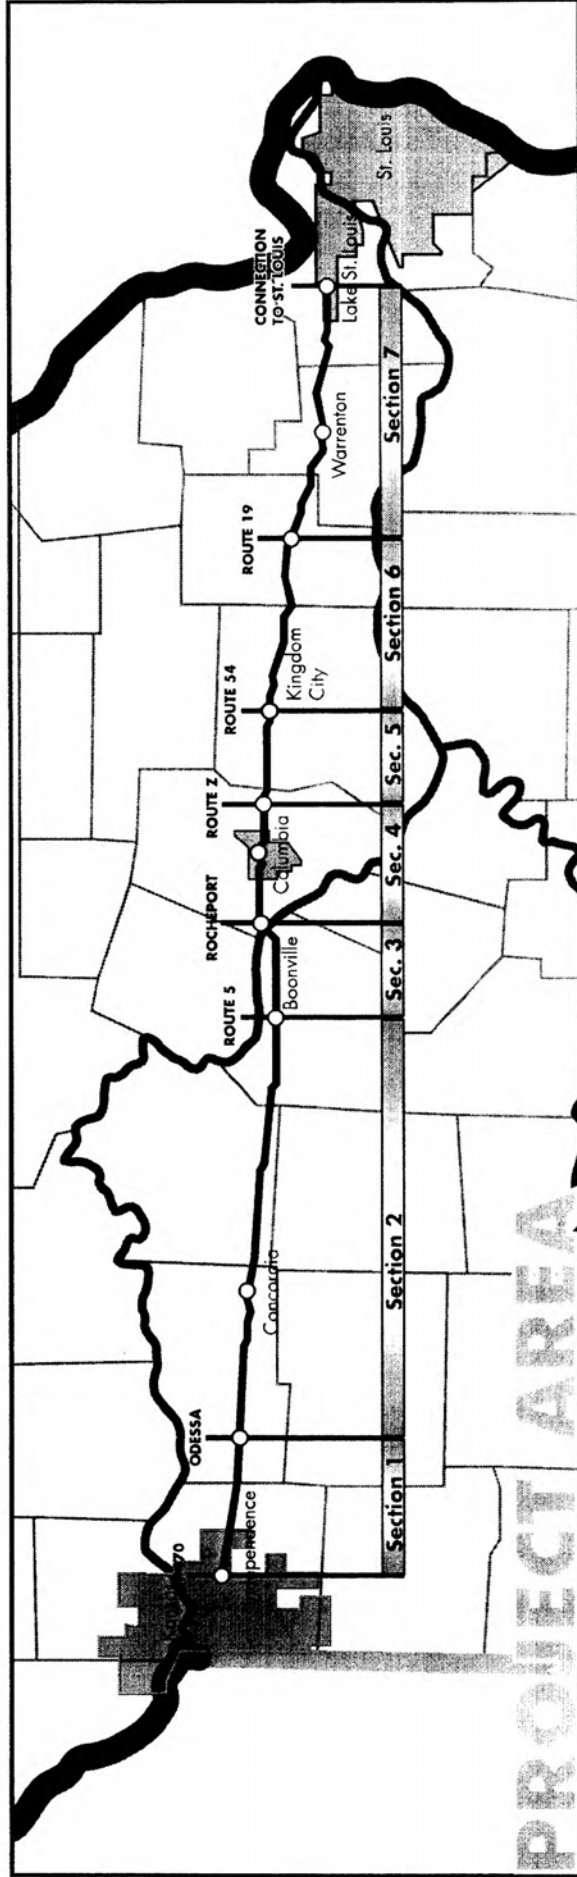 CONNECTION
TO ST. LOUIS
St. Louis
Lake St. Louis
Warrenton
ROUTE 19
Kingdom
City
ROUTE 54
ROUTE Z
Columbia
ROCHEPORT
Boonville
ROUTE 5
Concordia
ODESSA
70
Section 1
Section 2
Sec. 3
Sec. 4
Sec. 5
Section 6
Section 7
PROJECT AREA